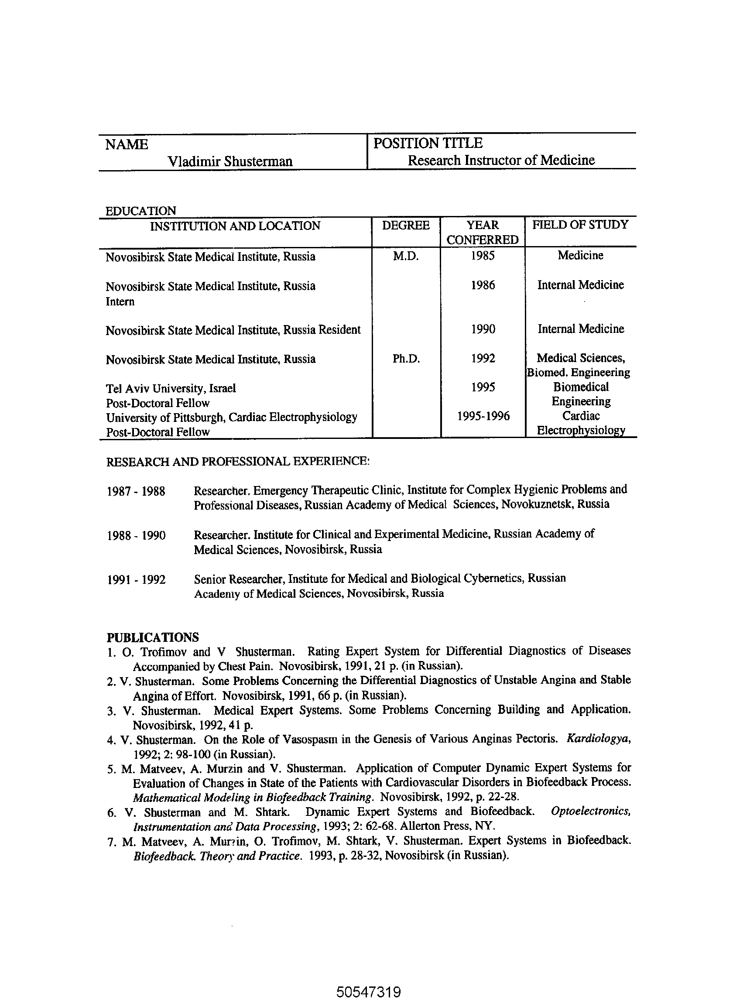 NAME POSITION TITLE
Vladimir Shusterman Research Instructor of Medicine
EDUCATION
INSTITUTION AND LOCATION DEGREE YEAR CONFERRED FIELD OF STUDY
Novosibirsk State Medical Institute, Russia M.D. 1985 Medicine
Novosibirsk State Medical Institute, Russia 1986 Internal Medicine
Intern
Novosibirsk State Medical Institute, Russia Resident 1990 Internal Medicine
Novosibirsk State Medical Institute, Russia Ph.D. 1992 Medical Sciences,
Biomed. Engineering
Tel Aviv University, Israel 1995 Biomedical
Post-Doctoral Fellow Engineering
University of Pittsburgh, Cardiac Electrophysiology 1995-1996 Cardiac
Post-Doctoral Fellow Electrophysiology
RESEARCH AND PROFESSIONAL EXPERIENCE:
1987 - 1988 Researcher. Emergency Therapeutic Clinic, Institute for Complex Hygienic Problems and
Professional Diseases, Russian Academy of Medical Sciences, Novokuznetsk, Russia
1988 - 1990 Researcher. Institute for Clinical and Experimental Medicine, Russian Academy of
Medical Sciences, Novosibirsk, Russia
1991 - 1992 Senior Researcher, Institute for Medical and Biological Cybernetics, Russian
Academy of Medical Sciences, Novosibirsk, Russia
PUBLICATIONS
1. O. Trofimov and V Shusterman. Rating Expert System for Differential Diagnostics of Diseases
Accompanied by Chest Pain. Novosibirsk, 1991, 21 p. (in Russian).
2. V. Shusterman. Some Problems Concerning the Differential Diagnostics of Unstable Angina and Stable
Angina of Effort. Novosibirsk, 1991, 66 p. (in Russian).
3. V. Shusterman. Medical Expert Systems. Some Problems Concerning Building and Application.
Novosibirsk, 1992, 41 p.
4. V. Shusterman. On the Role of Vasospasm in the Genesis of Various Anginas Pectoris. Kardiologya,
1992; 2: 98-100 (in Russian).
5. M. Matveev, A. Murzin and V. Shusterman. Application of Computer Dynamic Expert Systems for
Evaluation of Changes in State of the Patients with Cardiovascular Disorders in Biofeedback Process.
Mathematical Modeling in Biofeedback Training. Novosibirsk, 1992, p. 22-28.
6. V. Shusterman and M. Shtark. Dynamic Expert Systems and Biofeedback. Optoelectronics,
Instrumentation and Data Processing, 1993; 2: 62-68. Allerton Press, NY.
7. M. Matveev, A. Murzin, O. Trofimov, M. Shtark, V. Shusterman. Expert Systems in Biofeedback.
Biofeedback. Theory and Practice. 1993, p. 28-32, Novosibirsk (in Russian).
50547319